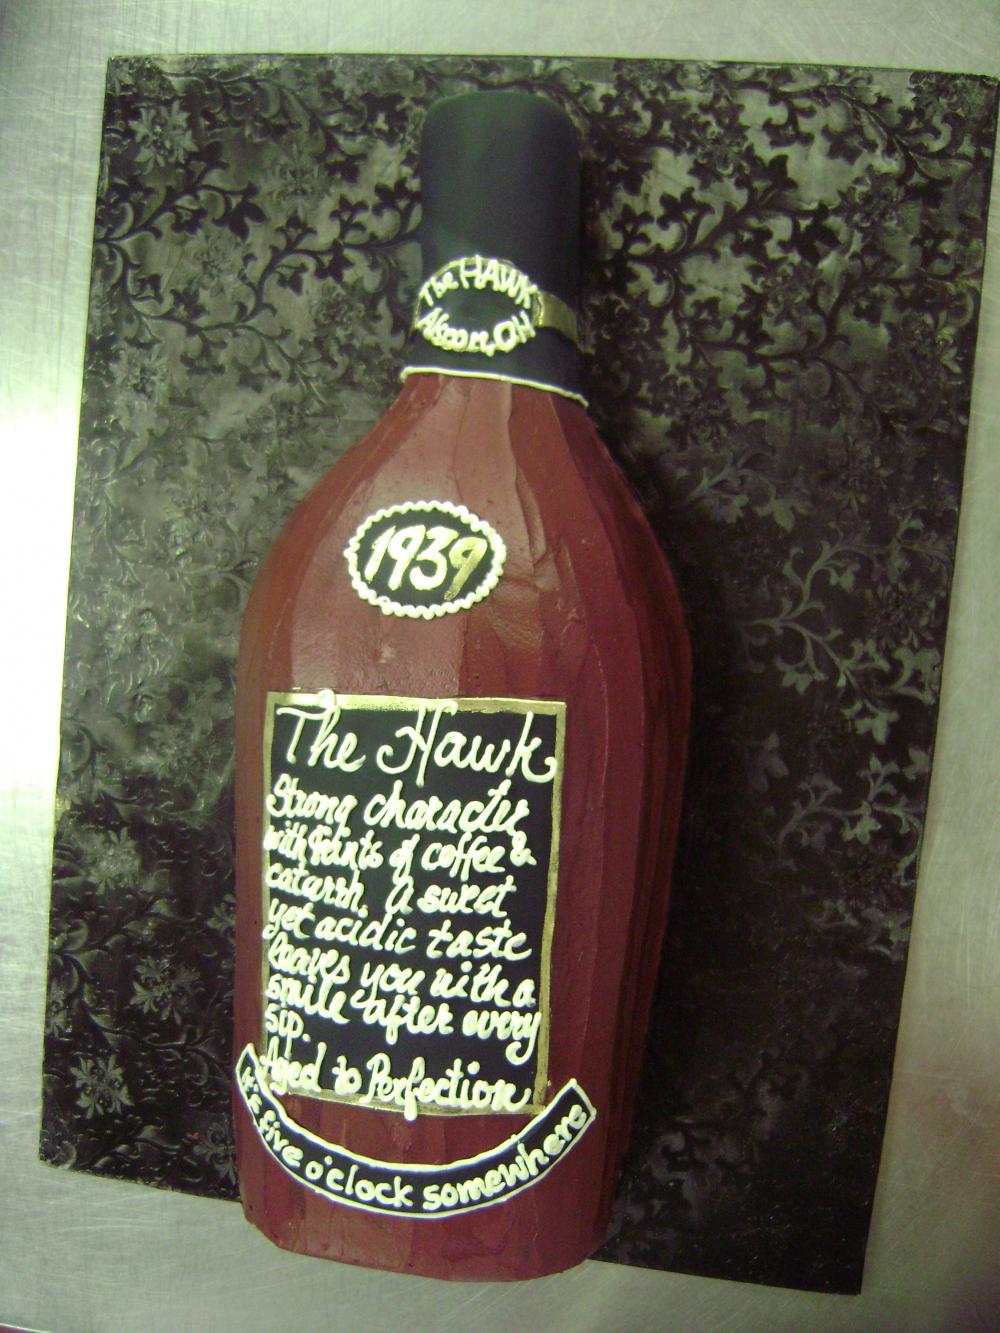 The HAWK
Akron, OH
1939
The Hawk
Strong character
with hints of coffee &
catarrh. A sweet
yet acidic taste
leaves you with a
smile after every
sip.
Aged to Perfection
It's five o'clock somewhere